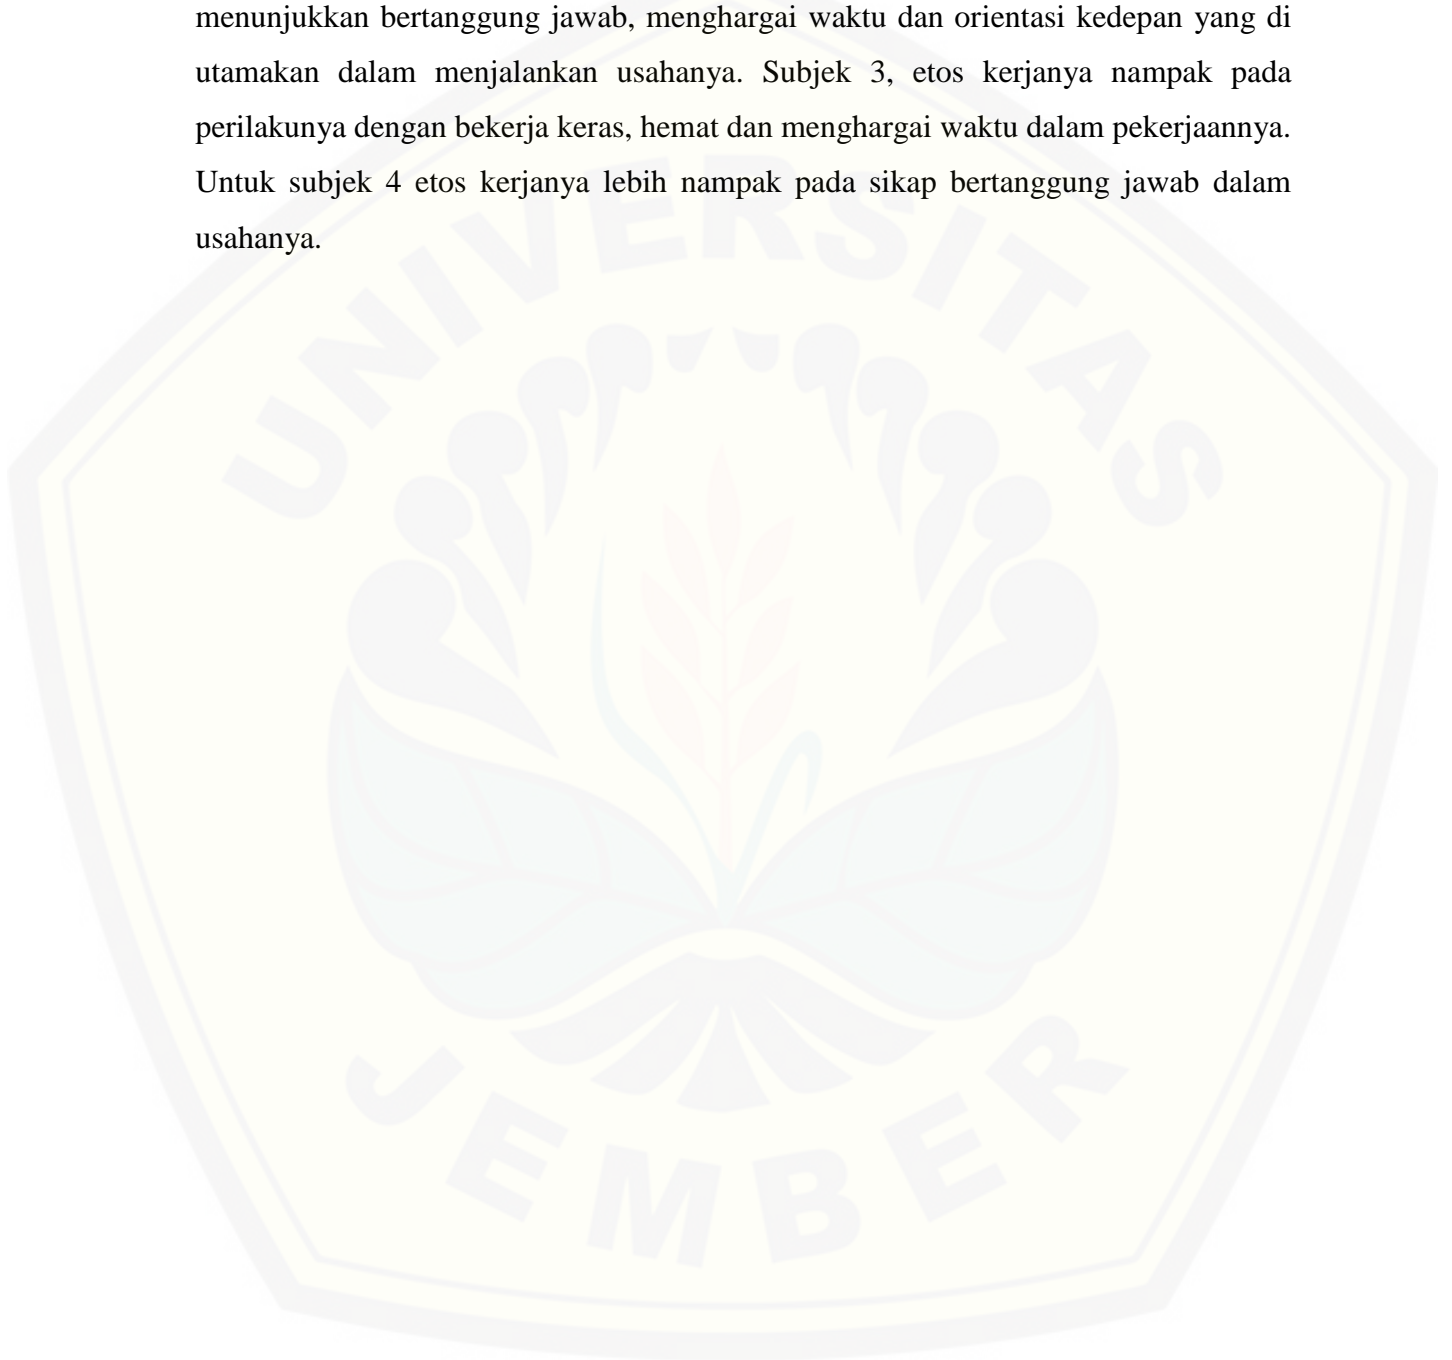 menunjukkan bertanggung jawab, menghargai waktu dan orientasi kedepan yang di
utamakan dalam menjalankan usahanya. Subjek 3, etos kerjanya nampak pada
perilakunya dengan bekerja keras, hemat dan menghargai waktu dalam pekerjaannya.
Untuk subjek 4 etos kerjanya lebih nampak pada sikap bertanggung jawab dalam
usahanya.
UNIVERSITAS
JEMBER